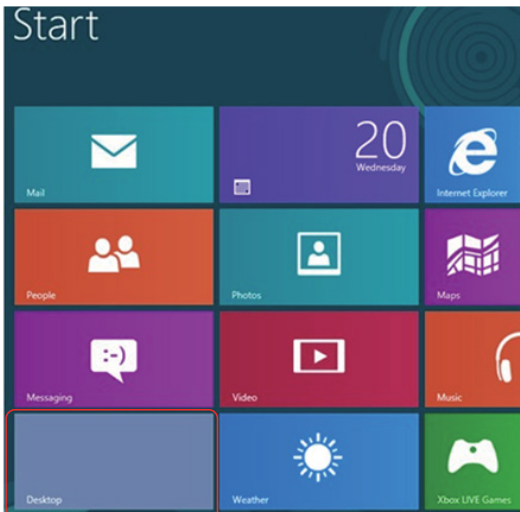 Start
Mail
20
Wednesday
Internet Explorer
People
Photos
Maps
:-)
Messaging
Video
Music
Desktop
Weather
Xbox LIVE Games